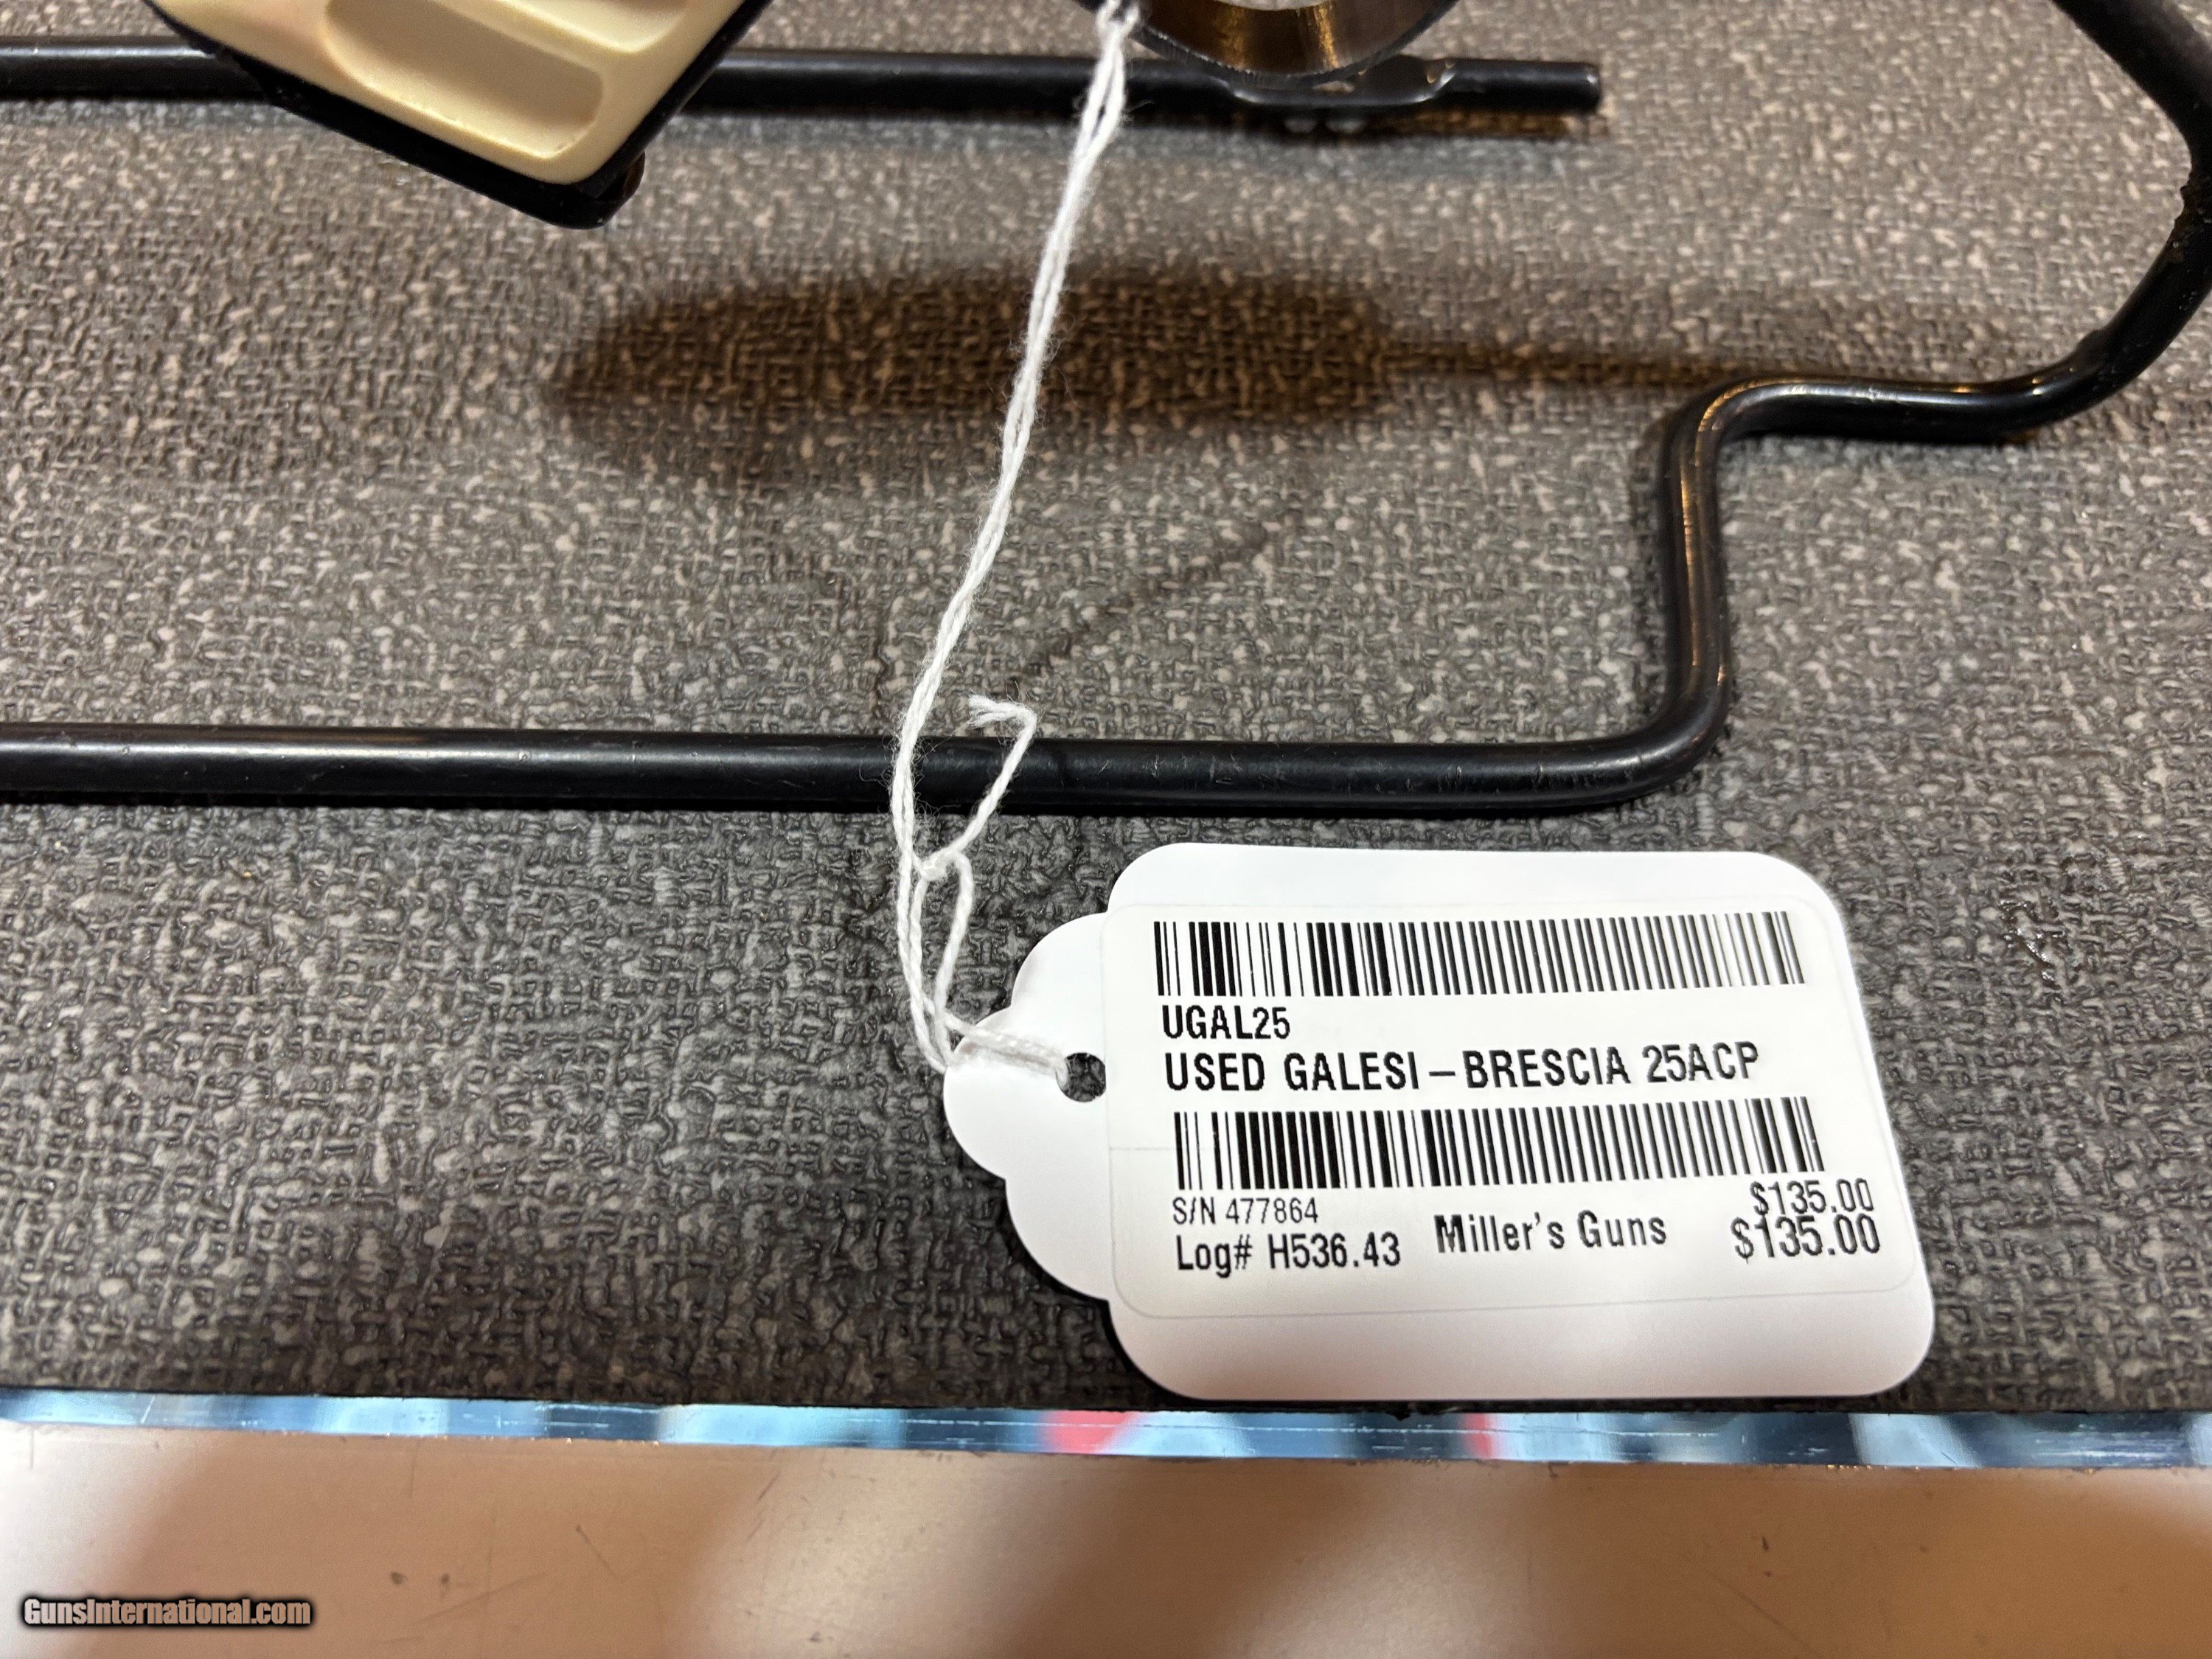 UGAL25
USED GALESI-BRESCIA 25ACP
S/N 477864
$135.00
Log# H536.43 Miller's Guns $135.00
GunsInternational.com